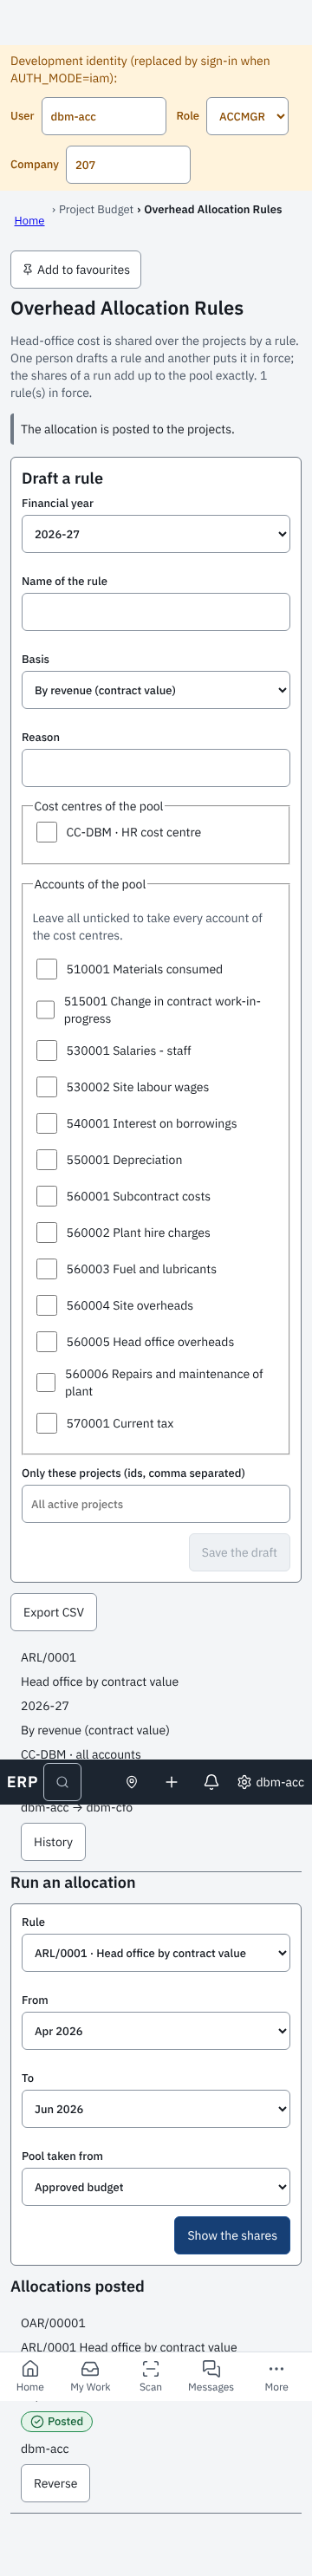 Development identity (replaced by sign-in when
AUTH_MODE=iam):
User dbm-acc Role ACCMGR
Company 207
Home › Project Budget › Overhead Allocation Rules
Add to favourites
Overhead Allocation Rules
Head-office cost is shared over the projects by a rule.
One person drafts a rule and another puts it in force;
the shares of a run add up to the pool exactly. 1
rule(s) in force.
The allocation is posted to the projects.
Draft a rule
Financial year
2026-27
Name of the rule
Basis
By revenue (contract value)
Reason
Cost centres of the pool
CC-DBM · HR cost centre
Accounts of the pool
Leave all unticked to take every account of
the cost centres.
510001 Materials consumed
515001 Change in contract work-in-
progress
530001 Salaries - staff
530002 Site labour wages
540001 Interest on borrowings
550001 Depreciation
560001 Subcontract costs
560002 Plant hire charges
560003 Fuel and lubricants
560004 Site overheads
560005 Head office overheads
560006 Repairs and maintenance of
plant
570001 Current tax
Only these projects (ids, comma separated)
All active projects
Save the draft
Export CSV
ARL/0001
Head office by contract value
2026-27
By revenue (contract value)
CC-DBM · all accounts
ERP dbm-acc
dbm-acc → dbm-cfo
History
Run an allocation
Rule
ARL/0001 · Head office by contract value
From
Apr 2026
To
Jun 2026
Pool taken from
Approved budget
Show the shares
Allocations posted
OAR/00001
ARL/0001 Head office by contract value
Home My Work Scan Messages More
Posted
dbm-acc
Reverse